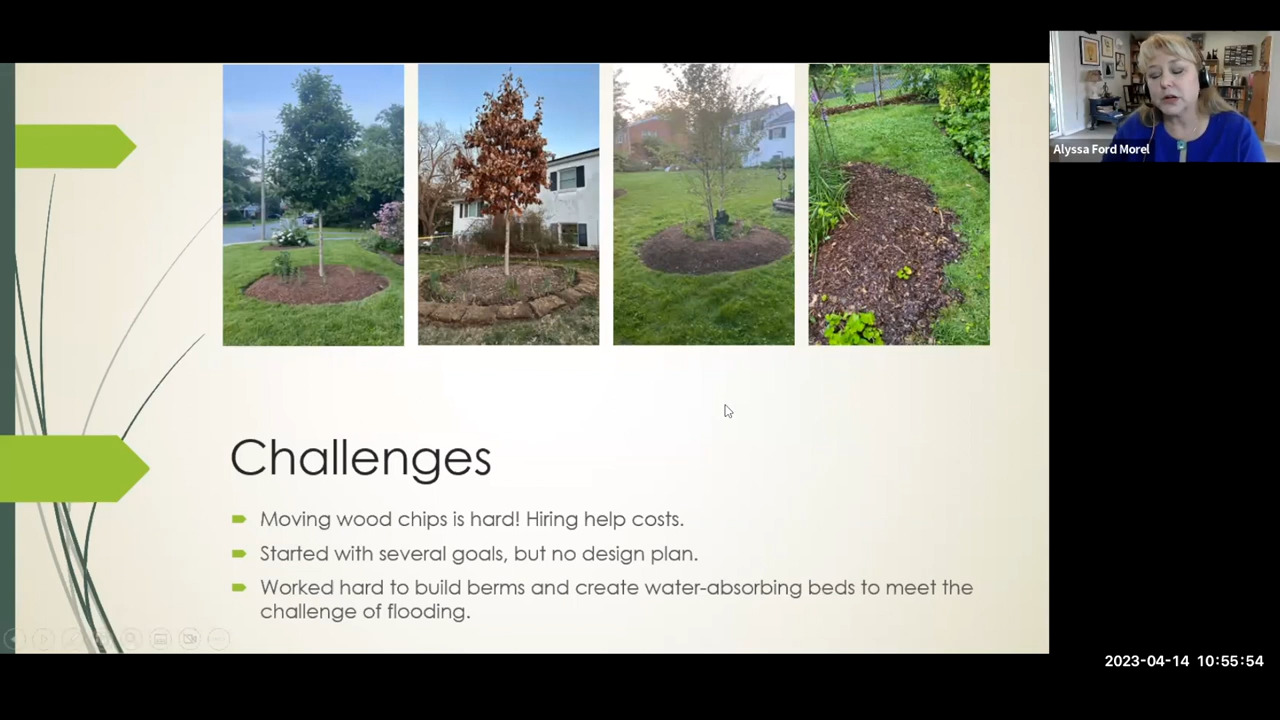 Alyssa Ford Morel
Challenges
Moving wood chips is hard! Hiring help costs.
Started with several goals, but no design plan.
Worked hard to build berms and create water-absorbing beds to meet the
challenge of flooding.
2023-04-14 10:55:54